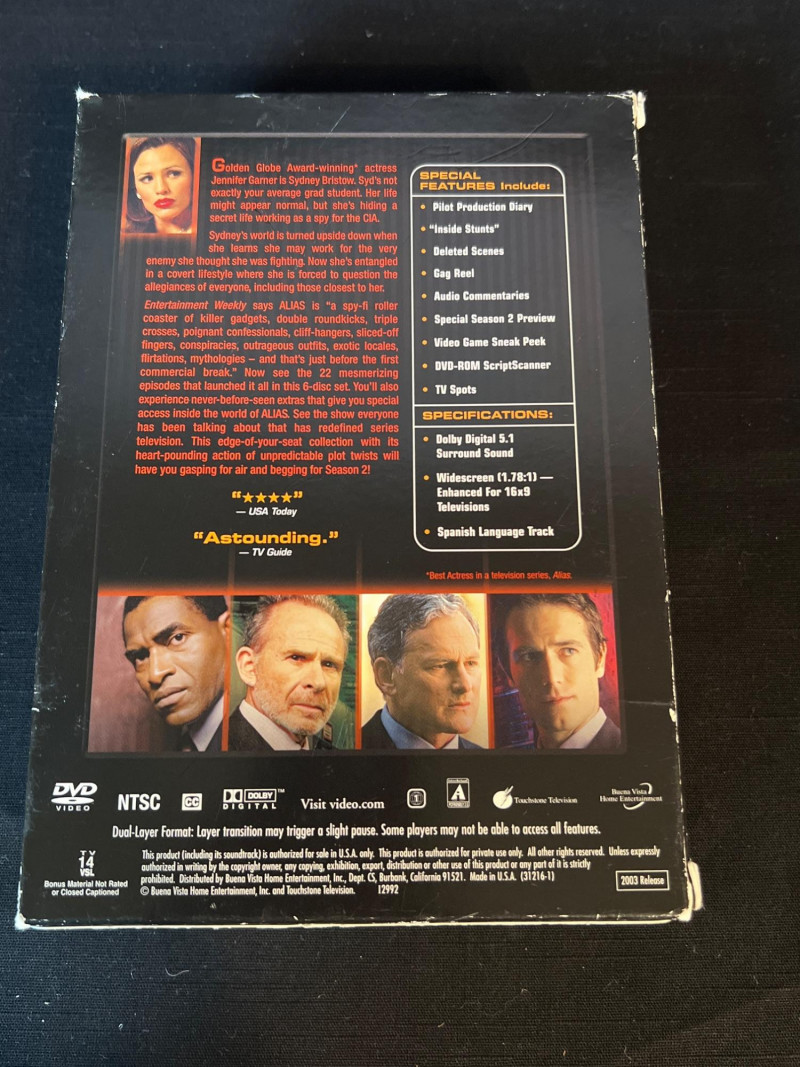 Golden Globe Award-winning* actress
Jennifer Garner is Sydney Bristow. Syd's not
exactly your average grad student. Her life
might appear normal, but she's hiding a
secret life working as a spy for the CIA.
Sydney's world is turned upside down when
she learns she may work for the very
enemy she thought she was fighting. Now she's entangled
in a covert lifestyle where she is forced to question the
allegiances of everyone, including those closest to her.
Entertainment Weekly says ALIAS is "a spy-fi roller
coaster of killer gadgets, double roundkicks, triple
crosses, poignant confessionals, cliff-hangers, sliced-off
fingers, conspiracies, outrageous outfits, exotic locales,
flirtations, mythologies – and that's just before the first
commercial break." Now see the 22 mesmerizing
episodes that launched it all in this 6-disc set. You'll also
experience never-before-seen extras that give you special
access inside the world of ALIAS. See the show everyone
has been talking about that has redefined series
television. This edge-of-your-seat collection with its
heart-pounding action of unpredictable plot twists will
have you gasping for air and begging for Season 2!
"★★★★"
— USA Today
"Astounding."
— TV Guide
SPECIAL
FEATURES Include:
• Pilot Production Diary
• "Inside Stunts"
• Deleted Scenes
• Gag Reel
• Audio Commentaries
• Special Season 2 Preview
• Video Game Sneak Peek
• DVD-ROM ScriptScanner
• TV Spots
SPECIFICATIONS:
• Dolby Digital 5.1
Surround Sound
• Widescreen (1.78:1) —
Enhanced For 16x9
Televisions
• Spanish Language Track
*Best Actress in a television series, Alias.
DVD
VIDEO
NTSC
CC
DOLBY™
DIGITAL
Visit video.com
1
A
Touchstone Television
Buena Vista
Home Entertainment
Dual-Layer Format: Layer transition may trigger a slight pause. Some players may not be able to access all features.
TV
14
VSL
Bonus Material Not Rated
or Closed Captioned
This product (including its soundtrack) is authorized for sale in U.S.A. only. This product is authorized for private use only. All other rights reserved. Unless expressly
authorized in writing by the copyright owner, any copying, exhibition, export, distribution or other use of this product or any part of it is strictly
prohibited. Distributed by Buena Vista Home Entertainment, Inc., Dept. CS, Burbank, California 91521. Made in U.S.A. (31216-1)
© Buena Vista Home Entertainment, Inc. and Touchstone Television. 12992
2003 Release